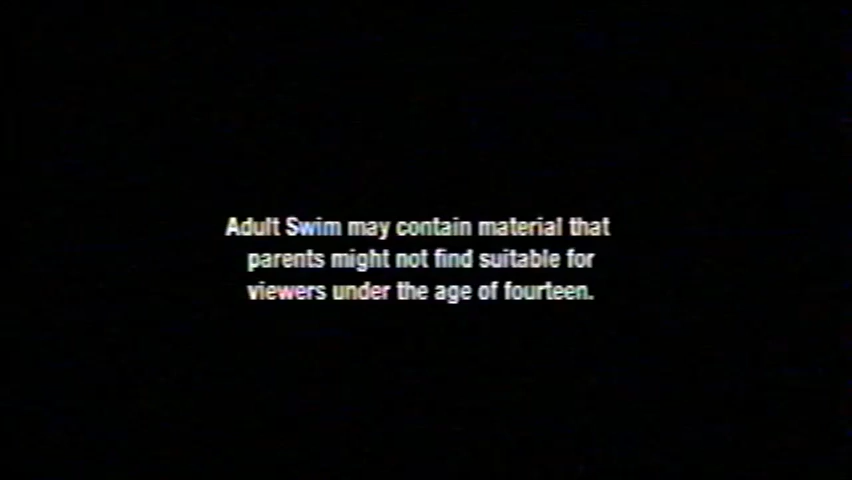 Adult Swim may contain material that
parents might not find suitable for
viewers under the age of fourteen.